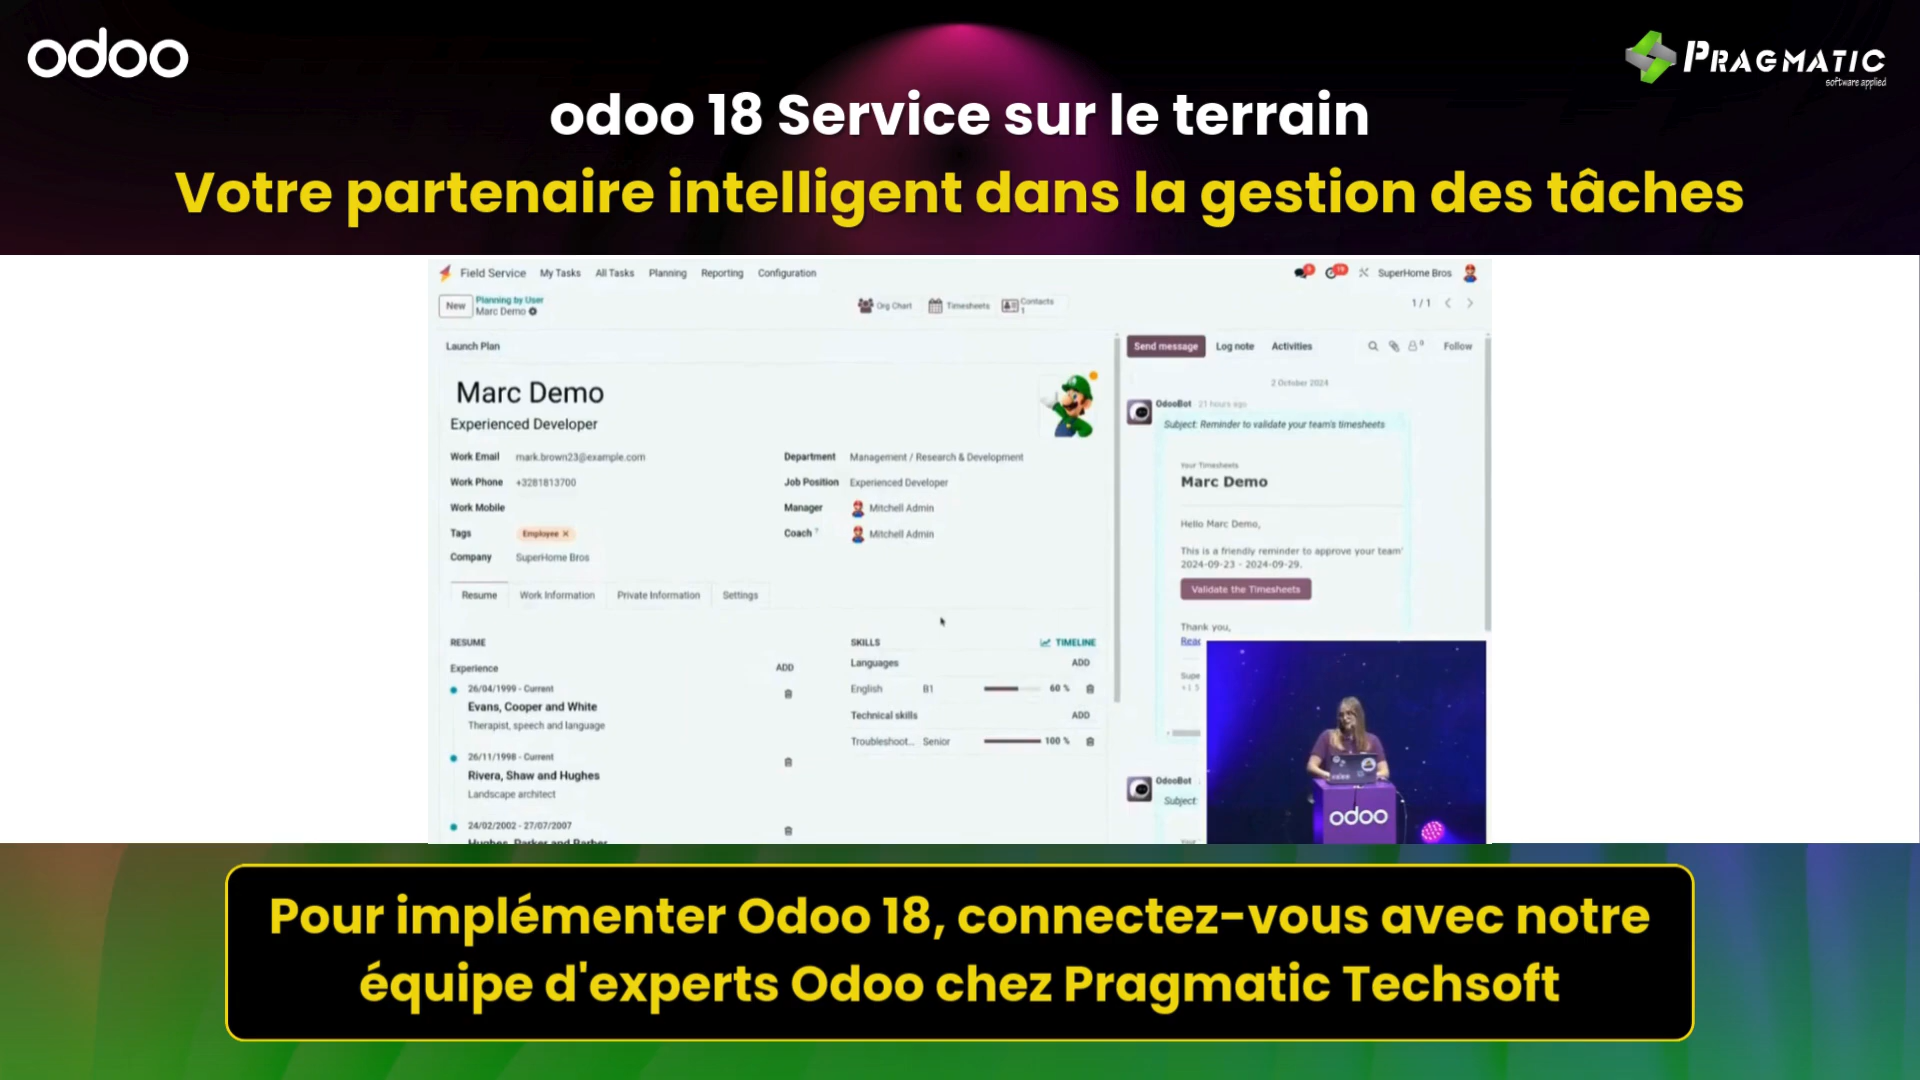 odoo
PRAGMATIC
software applied
odoo 18 Service sur le terrain
Votre partenaire intelligent dans la gestion des tâches
Field Service My Tasks All Tasks Planning Reporting Configuration
SuperHome Bros
New
Planning by User
Marc Demo
Org Chart
Timesheets
Contacts
1
1 / 1
Launch Plan
Send message Log note Activities
Follow
Marc Demo
Experienced Developer
Work Email mark.brown23@example.com
Work Phone +3281813700
Work Mobile
Tags Employee ×
Company SuperHome Bros
Department Management / Research & Development
Job Position Experienced Developer
Manager Mitchell Admin
Coach ? Mitchell Admin
Resume Work Information Private Information Settings
RESUME
Experience ADD
26/04/1999 - Current
Evans, Cooper and White
Therapist, speech and language
26/11/1998 - Current
Rivera, Shaw and Hughes
Landscape architect
24/02/2002 - 27/07/2007
Hughes, Parker and Barber
SKILLS TIMELINE
Languages ADD
English B1 60 %
Technical skills ADD
Troubleshoot... Senior 100 %
2 October 2024
OdooBot 21 hours ago
Subject: Reminder to validate your team's timesheets
Your Timesheets
Marc Demo
Hello Marc Demo,
This is a friendly reminder to approve your team'
2024-09-23 - 2024-09-29.
Validate the Timesheets
Thank you,
OdooBot
Subject:
odoo
Pour implémenter Odoo 18, connectez-vous avec notre
équipe d'experts Odoo chez Pragmatic Techsoft